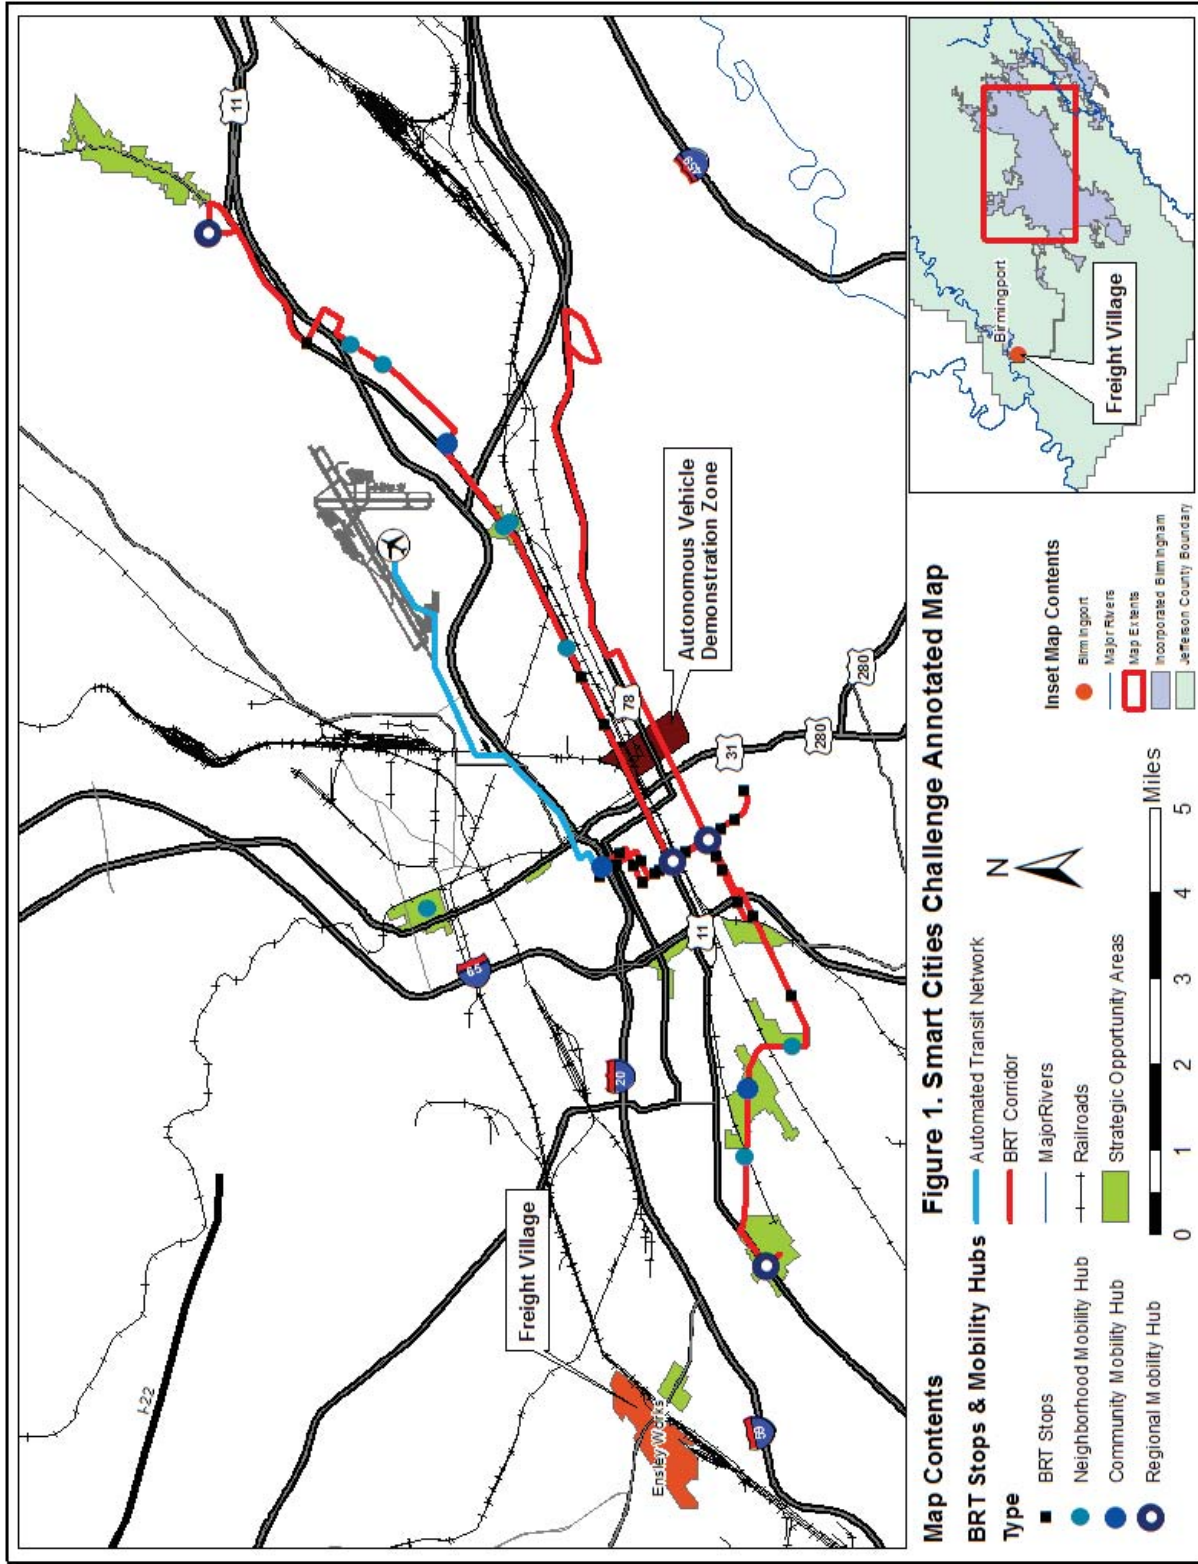 11
459
I-22
65
20
78
31
280
280
11
59
Autonomous Vehicle
Demonstration Zone
Freight Village
Ensley Works
Birmingport
Freight Village
Figure 1. Smart Cities Challenge Annotated Map
Map Contents
BRT Stops & Mobility Hubs
Type
BRT Stops
Neighborhood Mobility Hub
Community Mobility Hub
Regional Mobility Hub
Automated Transit Network
BRT Corridor
MajorRivers
Railroads
Strategic Opportunity Areas
N
0 1 2 3 4 5
Miles
Inset Map Contents
Birmingport
Major Rivers
Map Extents
Incorporated Birmingham
Jefferson County Boundary